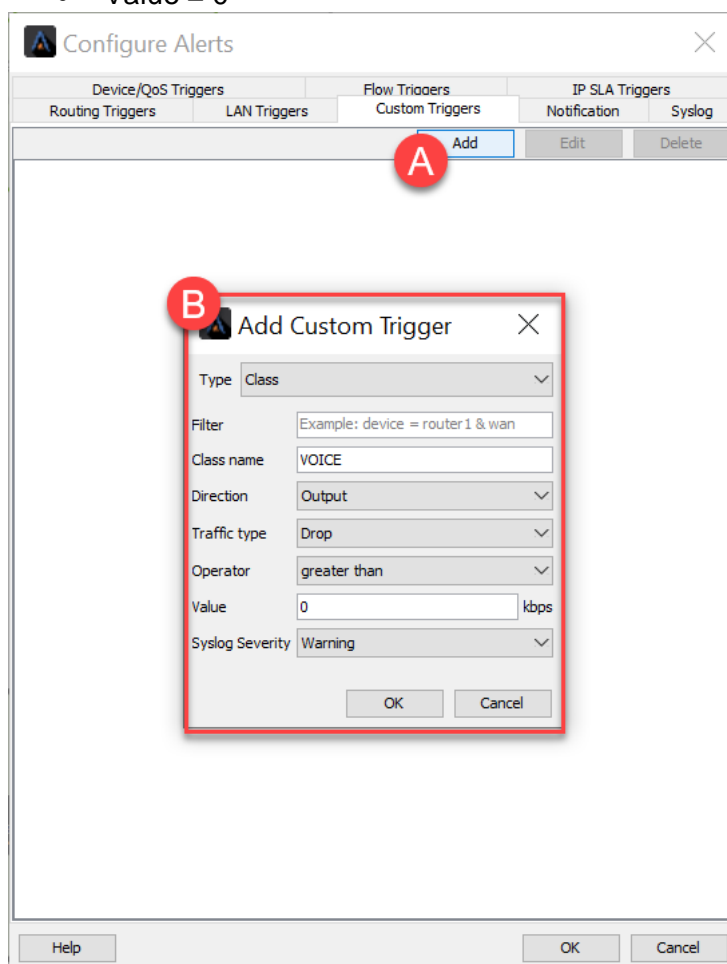 Value = 0
Configure Alerts
Device/QoS Triggers Flow Triggers IP SLA Triggers
Routing Triggers LAN Triggers Custom Triggers Notification Syslog
Add Edit Delete
A
B
Add Custom Trigger
Type Class
Filter Example: device = router1 & wan
Class name VOICE
Direction Output
Traffic type Drop
Operator greater than
Value 0 kbps
Syslog Severity Warning
OK Cancel
Help OK Cancel